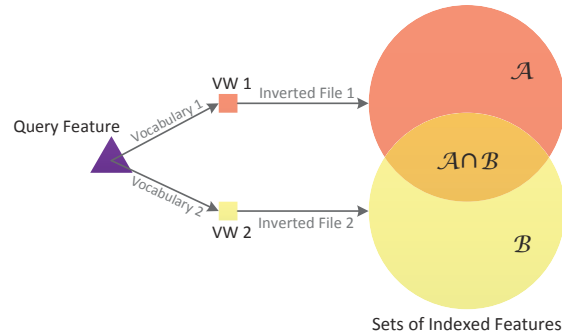 Query Feature
Vocabulary 1
Vocabulary 2
VW 1
VW 2
Inverted File 1
Inverted File 2
𝒜
𝒜∩ℬ
ℬ
Sets of Indexed Features